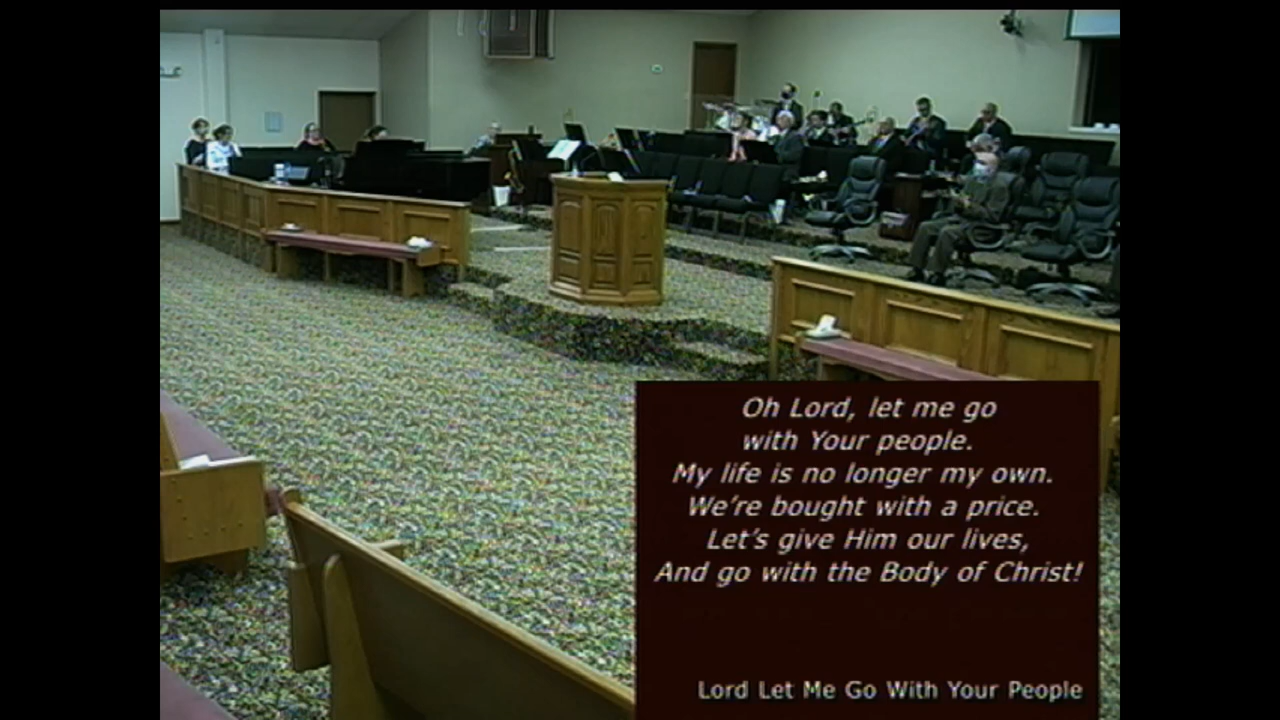 Oh Lord, let me go
with Your people.
My life is no longer my own.
We're bought with a price.
Let's give Him our lives,
And go with the Body of Christ!
Lord Let Me Go With Your People